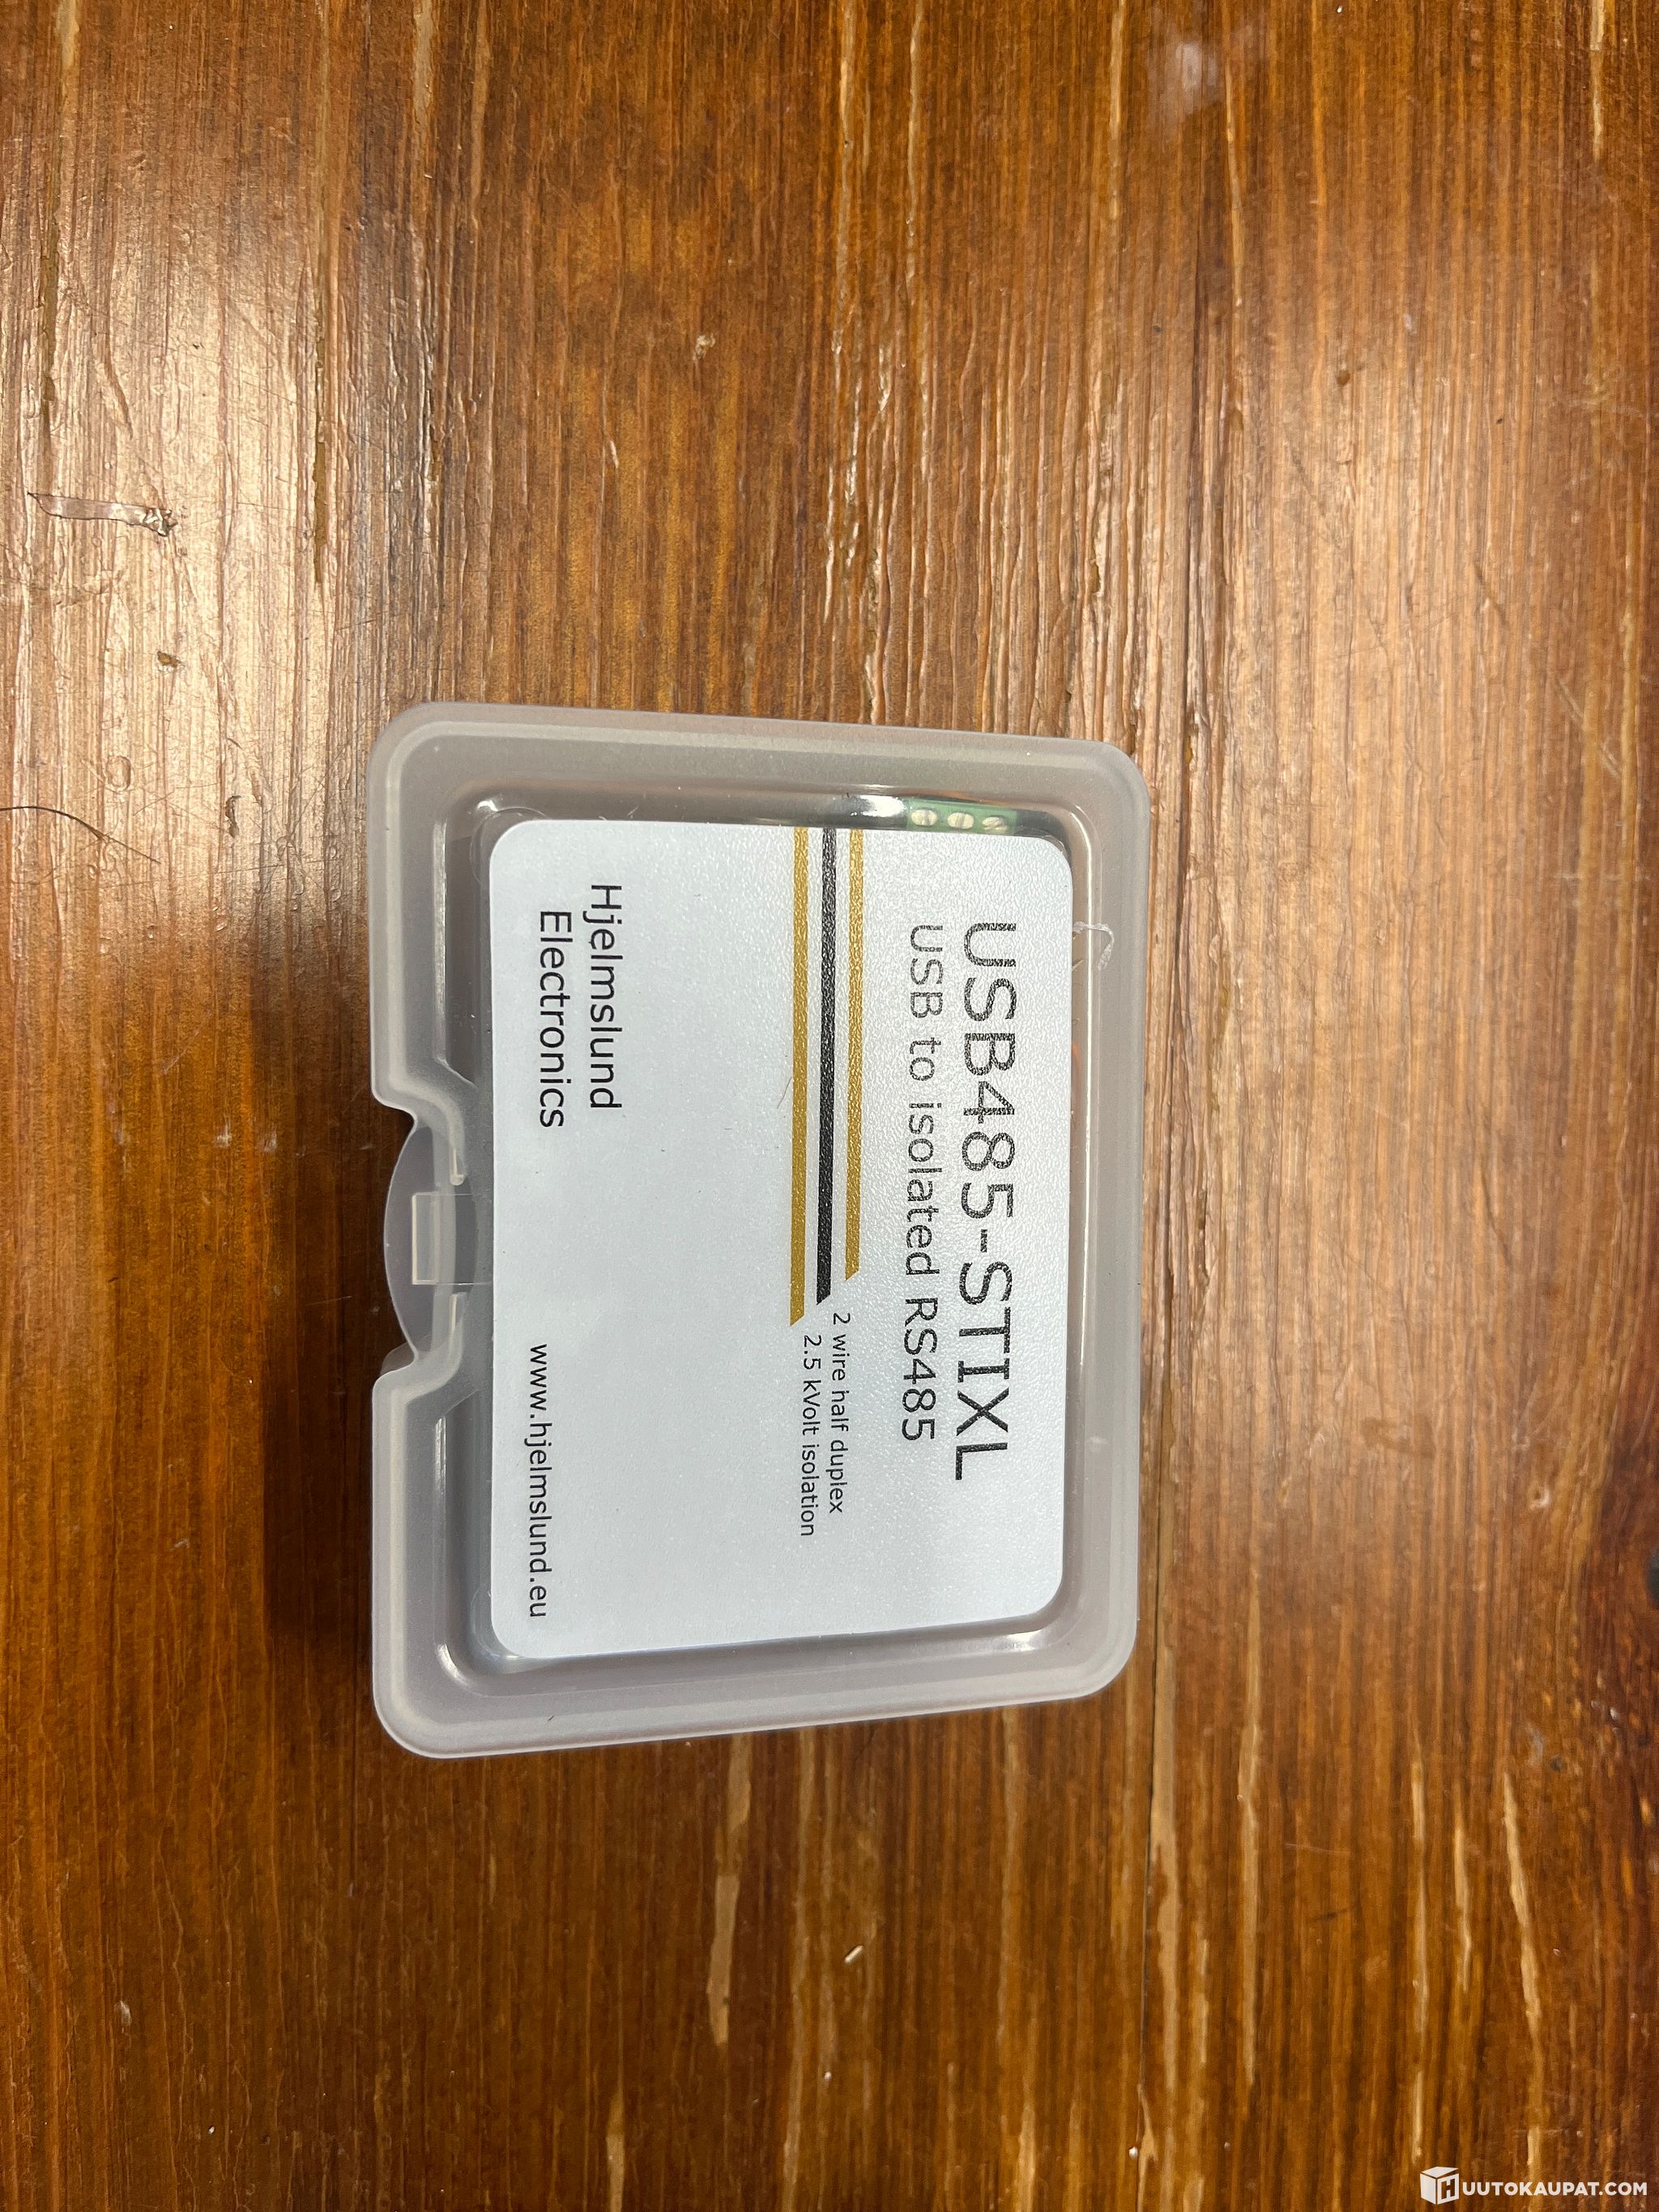 USB485-STIXL
USB to isolated RS485
2 wire half duplex
2.5 kVolt isolation
Hjelmslund
Electronics
www.hjelmslund.eu
HUUTOKAUPAT.COM